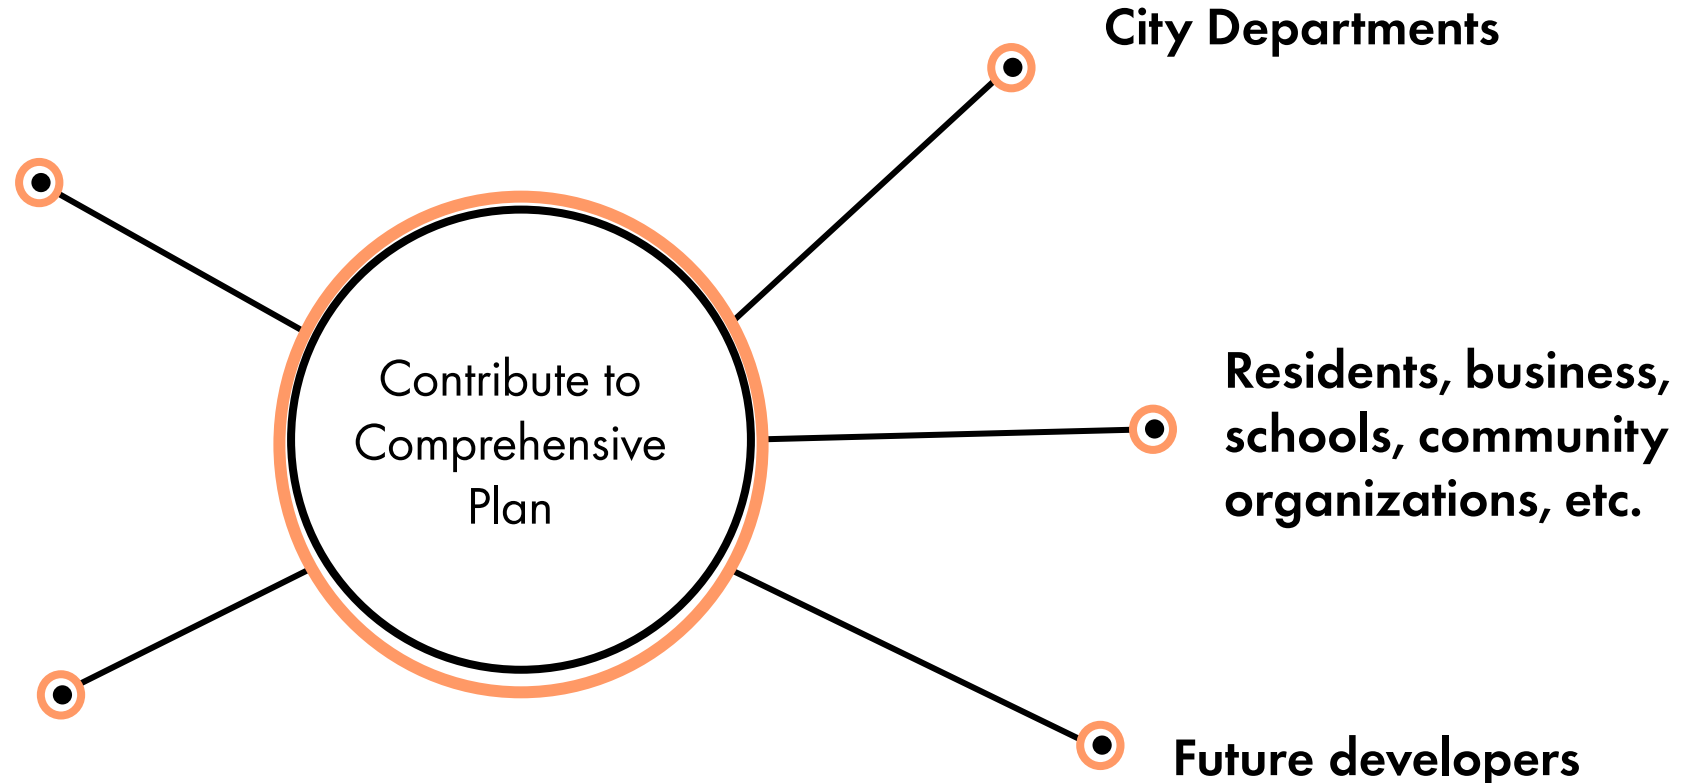 City Departments
Contribute to
Comprehensive
Plan
Residents, business,
schools, community
organizations, etc.
Future developers